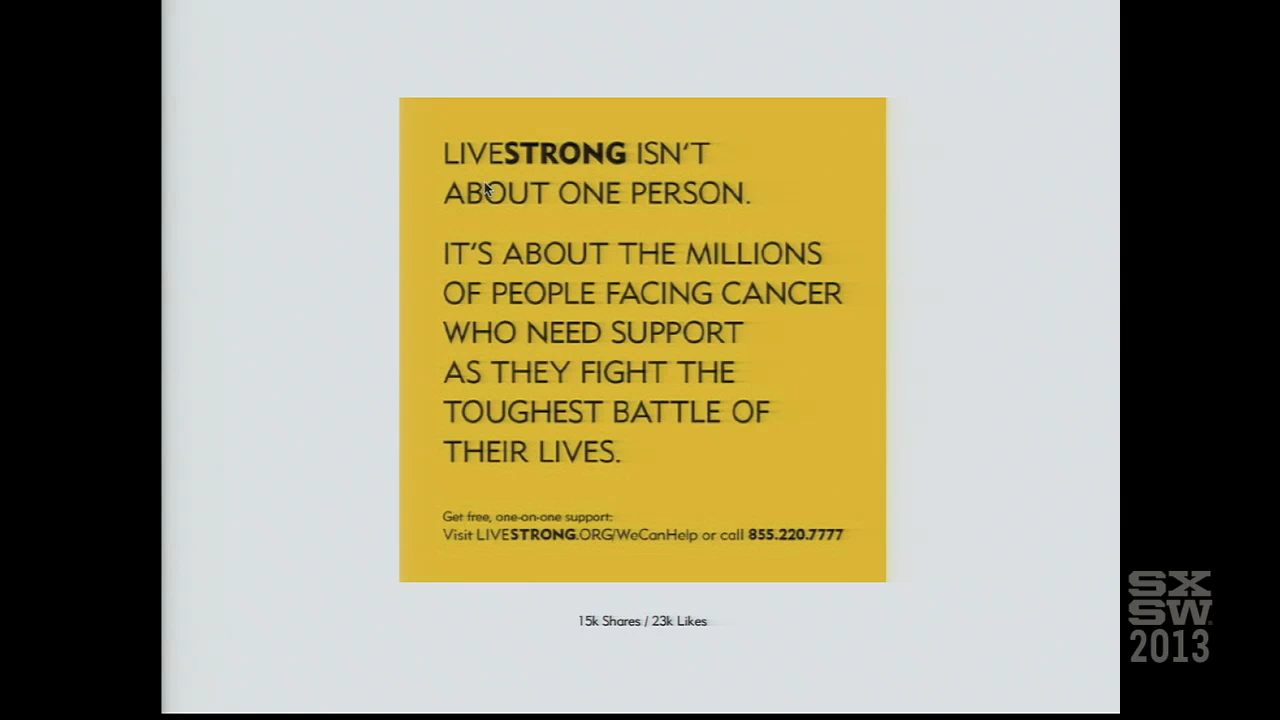 LIVESTRONG ISN'T
ABOUT ONE PERSON.
IT'S ABOUT THE MILLIONS
OF PEOPLE FACING CANCER
WHO NEED SUPPORT
AS THEY FIGHT THE
TOUGHEST BATTLE OF
THEIR LIVES.
Get free, one-on-one support:
Visit LIVESTRONG.ORG/WeCanHelp or call 855.220.7777
15k Shares / 23k Likes
SX
SW.
2013